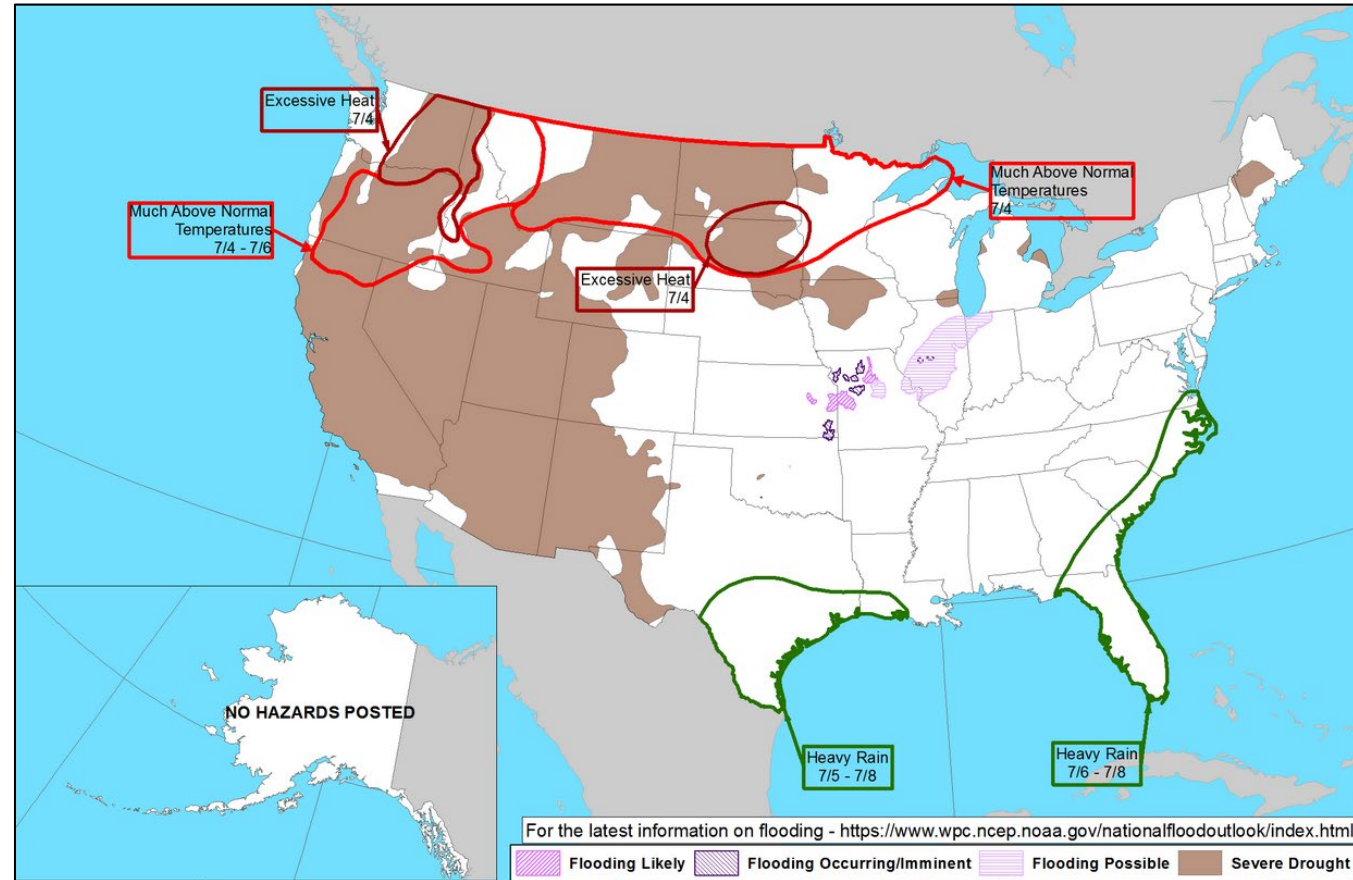 Excessive Heat
7/4
Much Above Normal
Temperatures
7/4
Much Above Normal
Temperatures
7/4 - 7/6
Excessive Heat
7/4
NO HAZARDS POSTED
Heavy Rain
7/5 - 7/8
Heavy Rain
7/6 - 7/8
For the latest information on flooding - https://www.wpc.ncep.noaa.gov/nationalfloodoutlook/index.html
Flooding Likely
Flooding Occurring/Imminent
Flooding Possible
Severe Drought